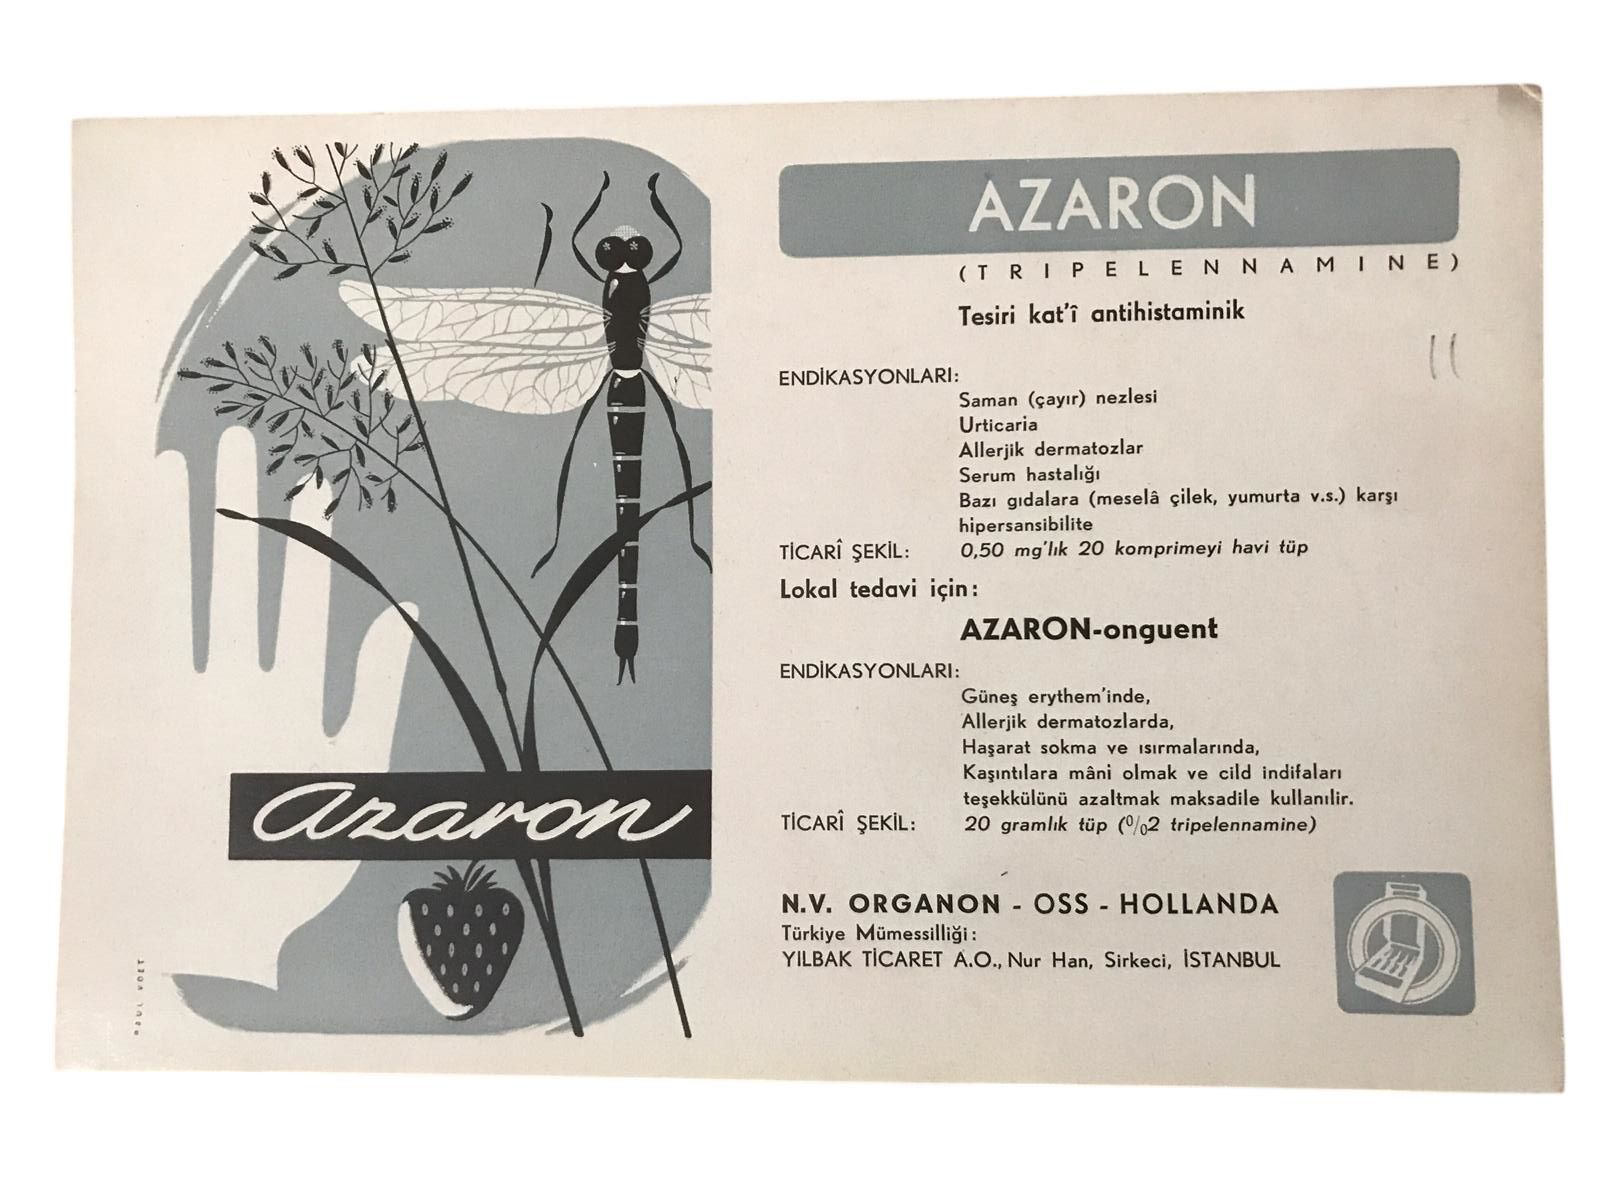 azaron
PAUL VOET
AZARON
(TRIPELENNAMINE)
Tesiri kat'î antihistaminik
ENDİKASYONLARI:
Saman (çayır) nezlesi
Urticaria
Allerjik dermatozlar
Serum hastalığı
Bazı gıdalara (meselâ çilek, yumurta v.s.) karşı
hipersansibilite
TİCARÎ ŞEKİL: 0,50 mg'lık 20 komprimeyi havi tüp
Lokal tedavi için:
AZARON-onguent
ENDİKASYONLARI:
Güneş erythem'inde,
Allerjik dermatozlarda,
Haşarat sokma ve ısırmalarında,
Kaşıntılara mâni olmak ve cild indifaları
teşekkülünü azaltmak maksadile kullanılir.
TİCARÎ ŞEKİL: 20 gramlık tüp (%2 tripelennamine)
N.V. ORGANON - OSS - HOLLANDA
Türkiye Mümessilliği:
YILBAK TİCARET A.O., Nur Han, Sirkeci, İSTANBUL